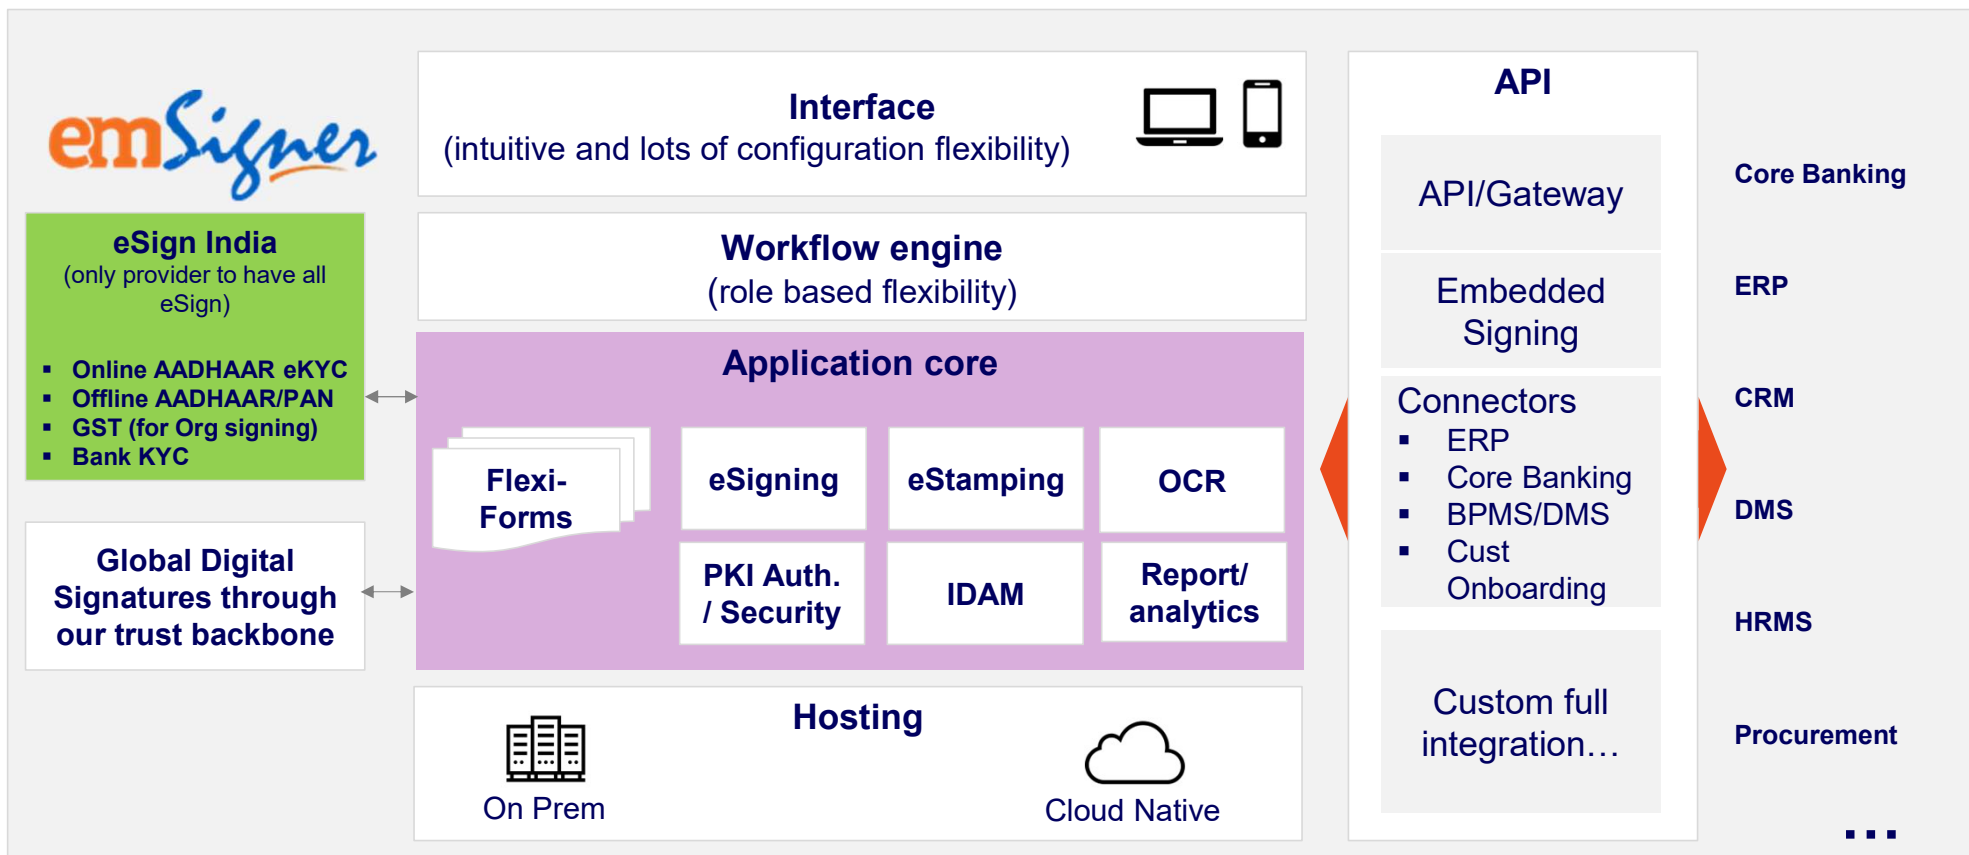 emSigner
eSign India
(only provider to have all
eSign)
▪ Online AADHAAR eKYC
▪ Offline AADHAAR/PAN
▪ GST (for Org signing)
▪ Bank KYC
Global Digital
Signatures through
our trust backbone
Interface
(intuitive and lots of configuration flexibility)
Workflow engine
(role based flexibility)
Application core
Flexi-
Forms
eSigning
eStamping
OCR
PKI Auth.
/ Security
IDAM
Report/
analytics
Hosting
On Prem
Cloud Native
API
API/Gateway
Embedded
Signing
Connectors
▪ ERP
▪ Core Banking
▪ BPMS/DMS
▪ Cust
Onboarding
Custom full
integration…
Core Banking
ERP
CRM
DMS
HRMS
Procurement
…